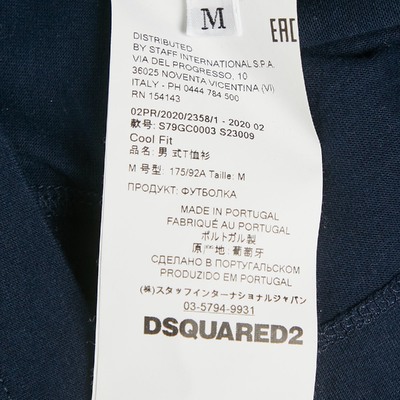 M
EAC
DISTRIBUTED
BY STAFF INTERNATIONAL S.P.A.
VIA DEL PROGRESSO, 10
36025 NOVENTA VICENTINA (VI)
ITALY - PH 0444 784 500
RN 154143
02PR/2020/2358/1 - 2020 02
款号: S79GC0003 S23009
Cool Fit
品名: 男式T恤衫
M 号型: 175/92A Taille: M
ПРОДУКТ: ФУТБОЛКА
MADE IN PORTUGAL
FABRIQUÉ AU PORTUGAL
ポルトガル製
原产地: 葡萄牙
СДЕЛАНО В ПОРТУГАЛЬСКОМ
PRODUZIDO EM PORTUGAL
(株)スタッフインターナショナルジャパン
03-5794-9931
DSQUARED2